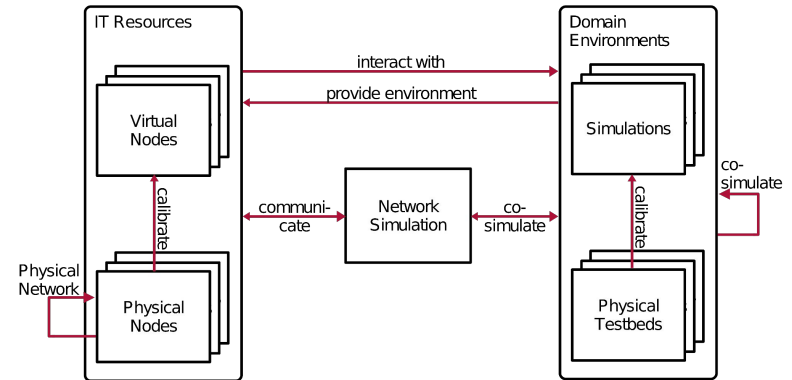 IT Resources
Domain
Environments
interact with
provide environment
Virtual
Nodes
Simulations
co-
simulate
calibrate
communi-
cate
Network
Simulation
co-
simulate
calibrate
Physical
Network
Physical
Nodes
Physical
Testbeds